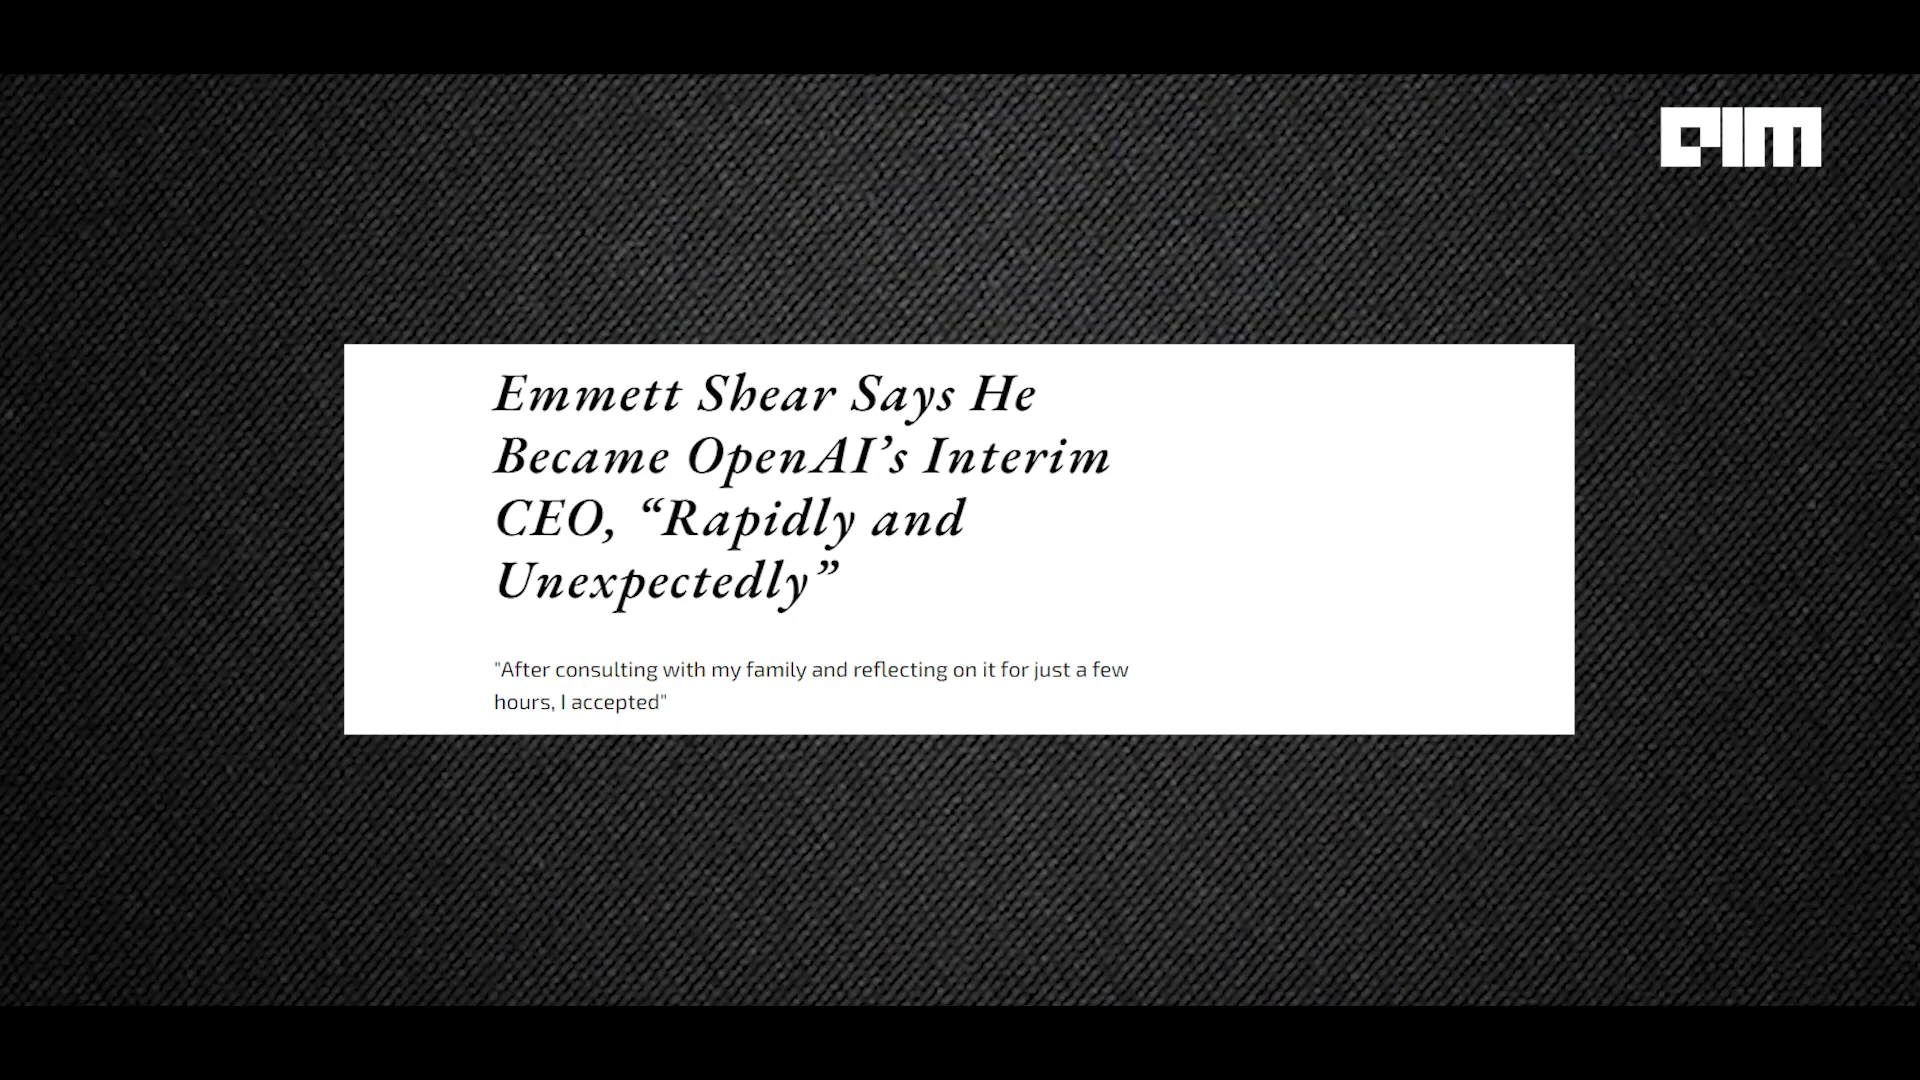 AIM
Emmett Shear Says He
Became OpenAI’s Interim
CEO, “Rapidly and
Unexpectedly”
"After consulting with my family and reflecting on it for just a few
hours, I accepted"